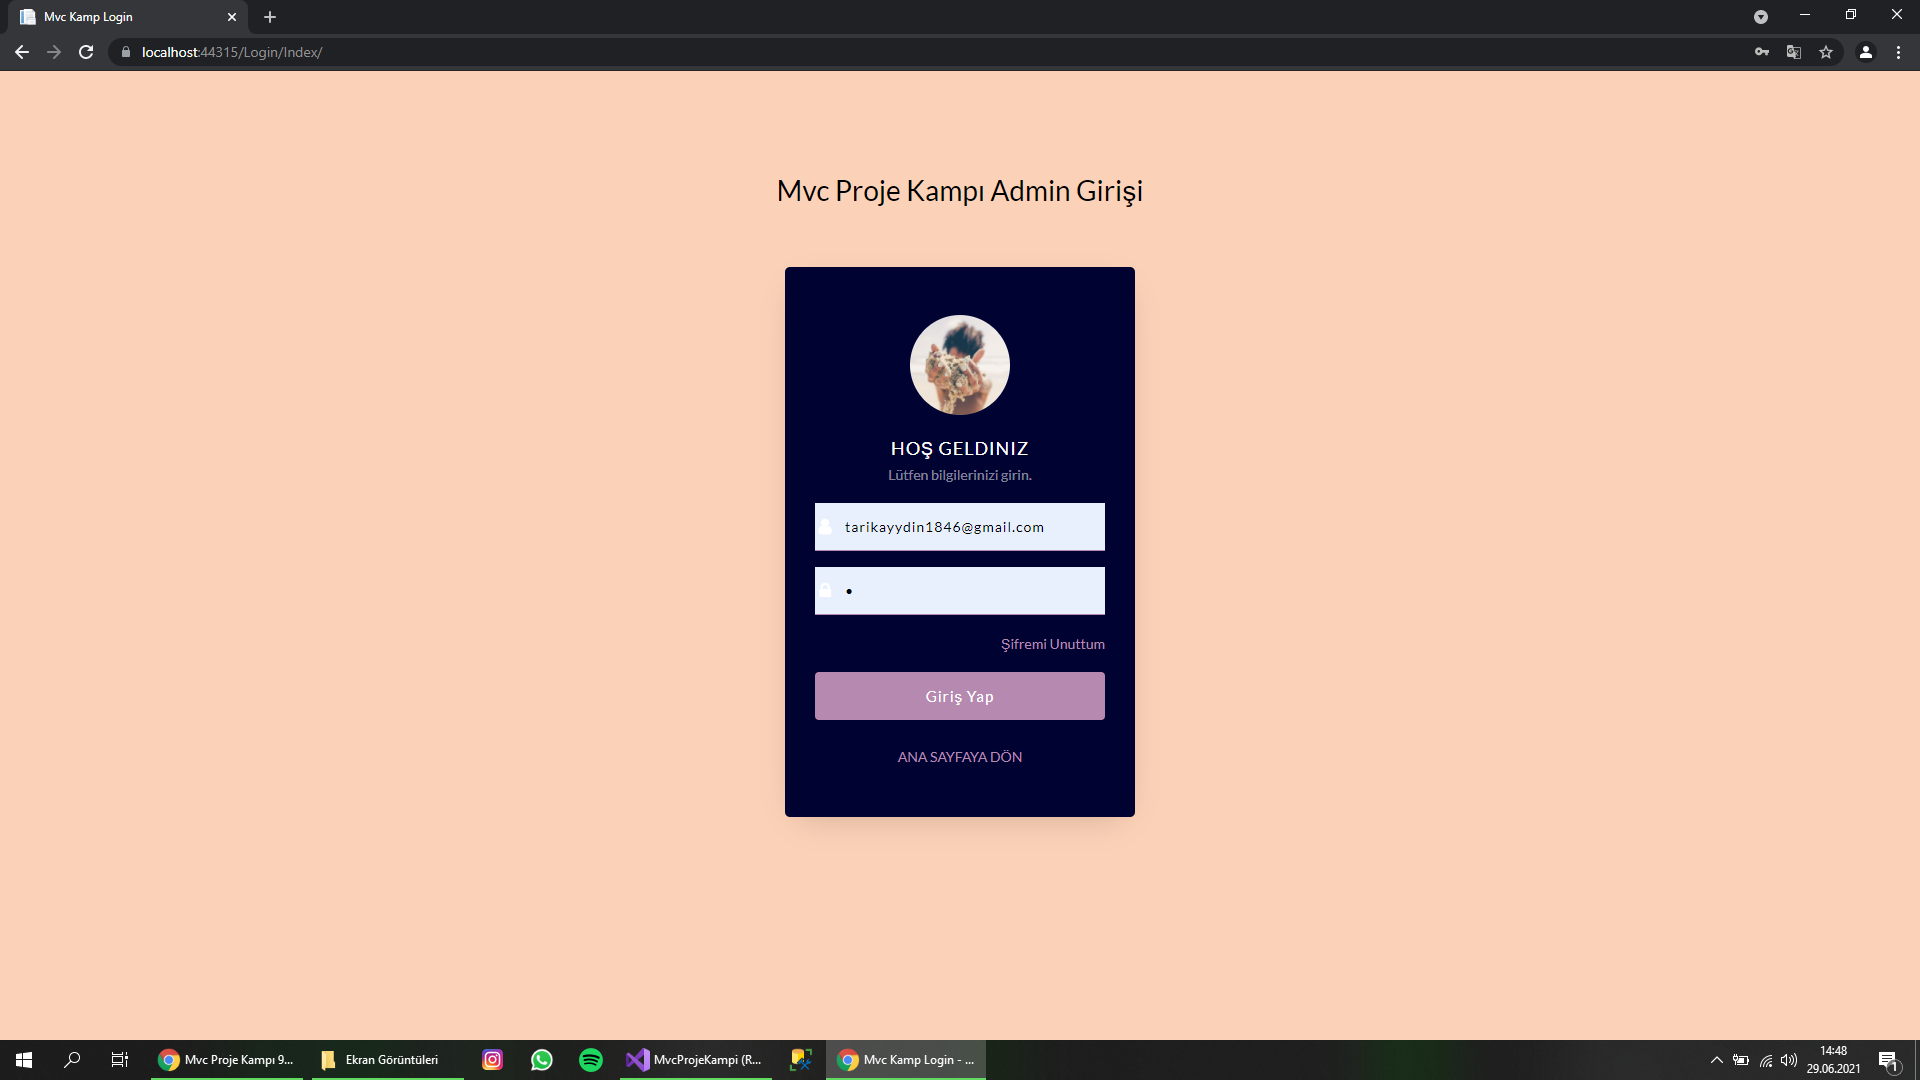 Mvc Kamp Login
localhost:44315/Login/Index/
Mvc Proje Kampı Admin Girişi
HOŞ GELDINIZ
Lütfen bilgilerinizi girin.
tarikayydin1846@gmail.com
•
Şifremi Unuttum
Giriş Yap
ANA SAYFAYA DÖN
Mvc Proje Kampı 9...
Ekran Görüntüleri
MvcProjeKampi (R...
Mvc Kamp Login - ...
14:48
29.06.2021
1